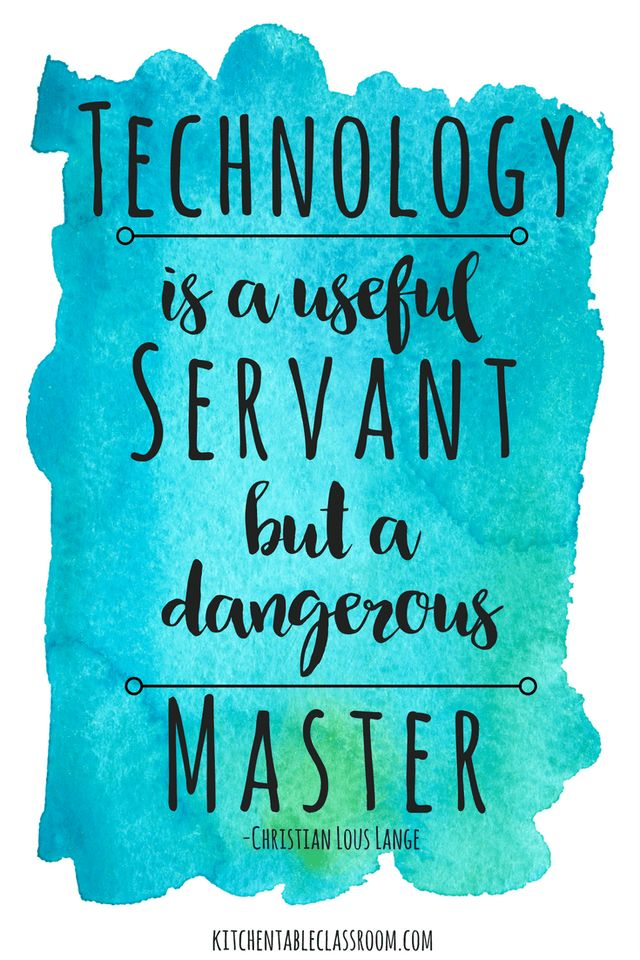 TECHNOLOGY
is a useful
SERVANT
but a
dangerous
MASTER
-CHRISTIAN LOUS LANGE
KITCHENTABLECLASSROOM.COM